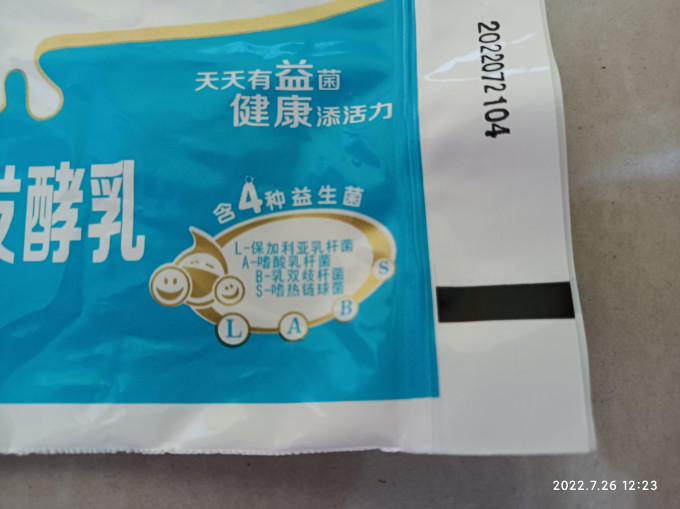 天天有益菌
健康添活力
2022072104
发酵乳
含4种益生菌
L-保加利亚乳杆菌
A-嗜酸乳杆菌
B-乳双歧杆菌
S-嗜热链球菌
S
B
A
L
2022.7.26 12:23